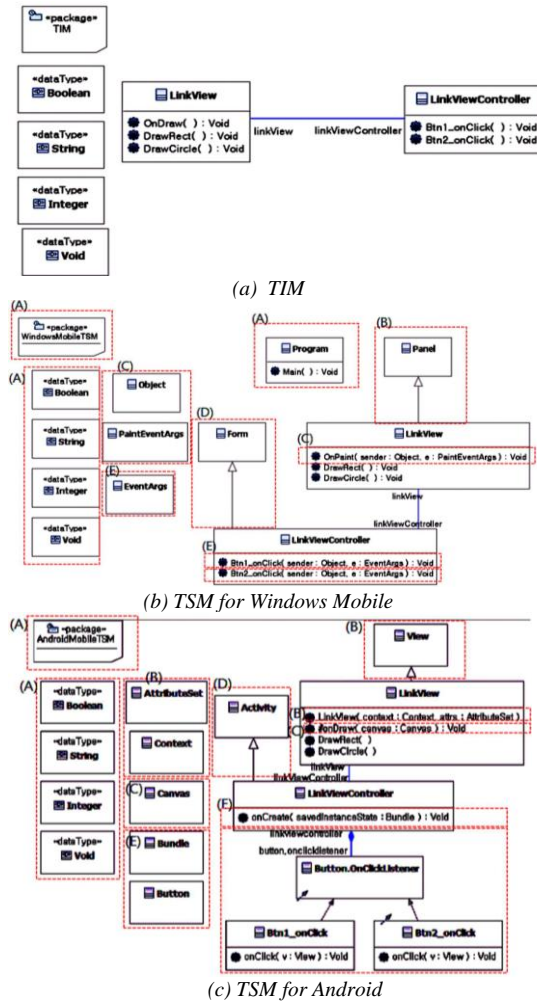 «package»
TIM
«dataType»
Boolean
«dataType»
String
«dataType»
Integer
«dataType»
Void
LinkView
OnDraw( ) : Void
DrawRect( ) : Void
DrawCircle( ) : Void
linkView
linkViewController
LinkViewController
Btn1_onClick( ) : Void
Btn2_onClick( ) : Void
(a) TIM
(A)
«package»
WindowsMobileTSM
(A)
«dataType»
Boolean
«dataType»
String
«dataType»
Integer
«dataType»
Void
(C)
Object
PaintEventArgs
(E)
EventArgs
(D)
Form
(A)
Program
Main( ) : Void
(B)
Panel
LinkView
(C)
OnPaint( sender : Object, e : PaintEventArgs ) : Void
DrawRect( ) : Void
DrawCircle( ) : Void
linkView
linkViewController
LinkViewController
(E)
Btn1_onClick( sender : Object, e : EventArgs ) : Void
Btn2_onClick( sender : Object, e : EventArgs ) : Void
(b) TSM for Windows Mobile
(A)
«package»
AndroidMobileTSM
(A)
«dataType»
Boolean
«dataType»
String
«dataType»
Integer
«dataType»
Void
(B)
AttributeSet
Context
(C)
Canvas
(E)
Bundle
Button
(D)
Activity
(B)
View
LinkView
(B)
LinkView( context : Context, attrs : AttributeSet )
(C)
onDraw( canvas : Canvas ) : Void
DrawRect( )
DrawCircle( )
linkView
linkViewController
LinkViewController
(E)
onCreate( savedInstanceState : Bundle ) : Void
linkviewcontroller
button,onclicklistener
Button.OnClickListener
Btn1_onClick
onClick( v : View ) : Void
Btn2_onClick
onClick( v : View ) : Void
(c) TSM for Android